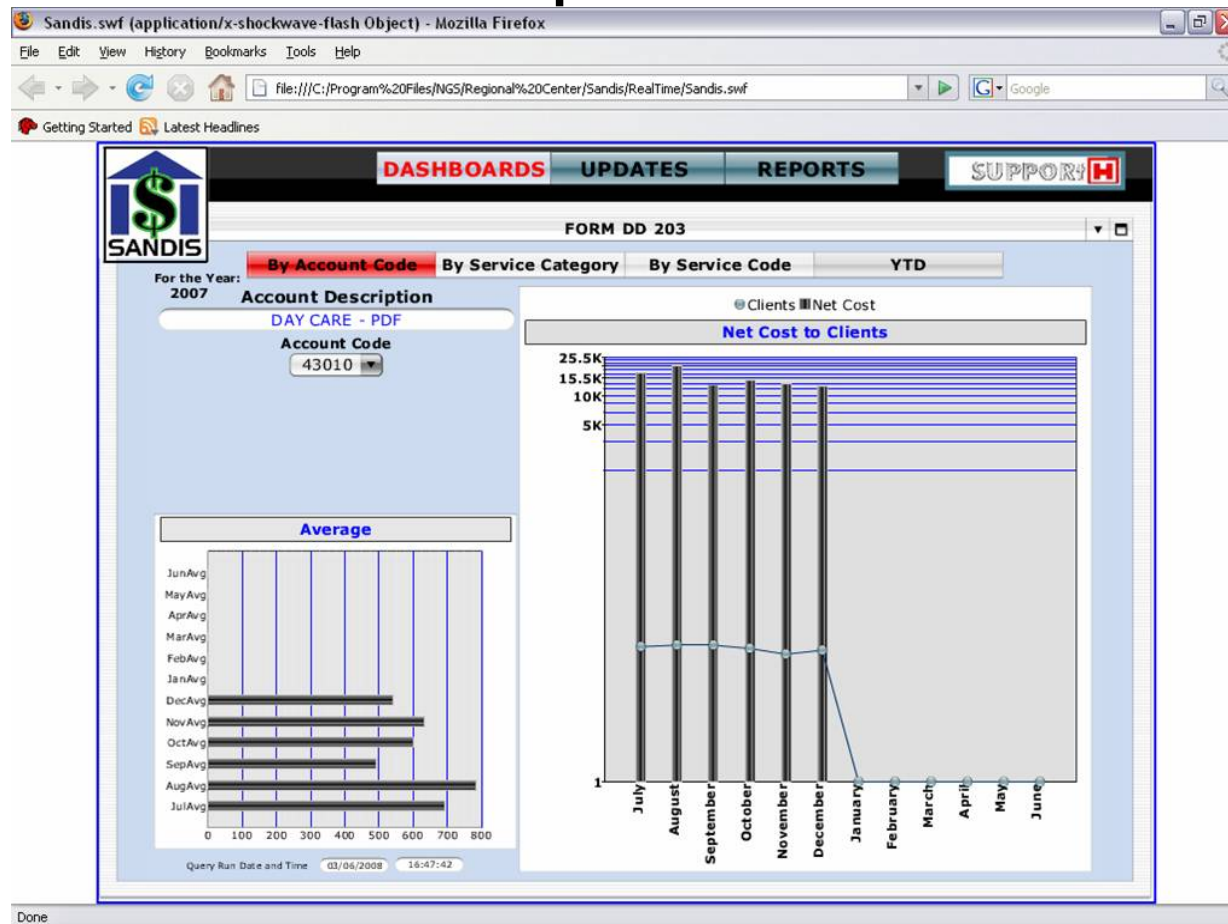 Sandis.swf (application/x-shockwave-flash Object) - Mozilla Firefox
File Edit View History Bookmarks Tools Help
file:///C:/Program%20Files/NGS/Regional%20Center/Sandis/RealTime/Sandis.swf
G Google
Getting Started Latest Headlines
$
SANDIS
DASHBOARDS UPDATES REPORTS
SUPPORT H
FORM DD 203
By Account Code By Service Category By Service Code YTD
For the Year:
2007
Account Description
DAY CARE - PDF
Account Code
43010
Clients Net Cost
Net Cost to Clients
25.5K
15.5K
10K
5K
1
July
August
September
October
November
December
January
February
March
April
May
June
Average
JunAvg
MayAvg
AprAvg
MarAvg
FebAvg
JanAvg
DecAvg
NovAvg
OctAvg
SepAvg
AugAvg
JulAvg
0 100 200 300 400 500 600 700 800
Query Run Date and Time 03/06/2008 16:47:42
Done